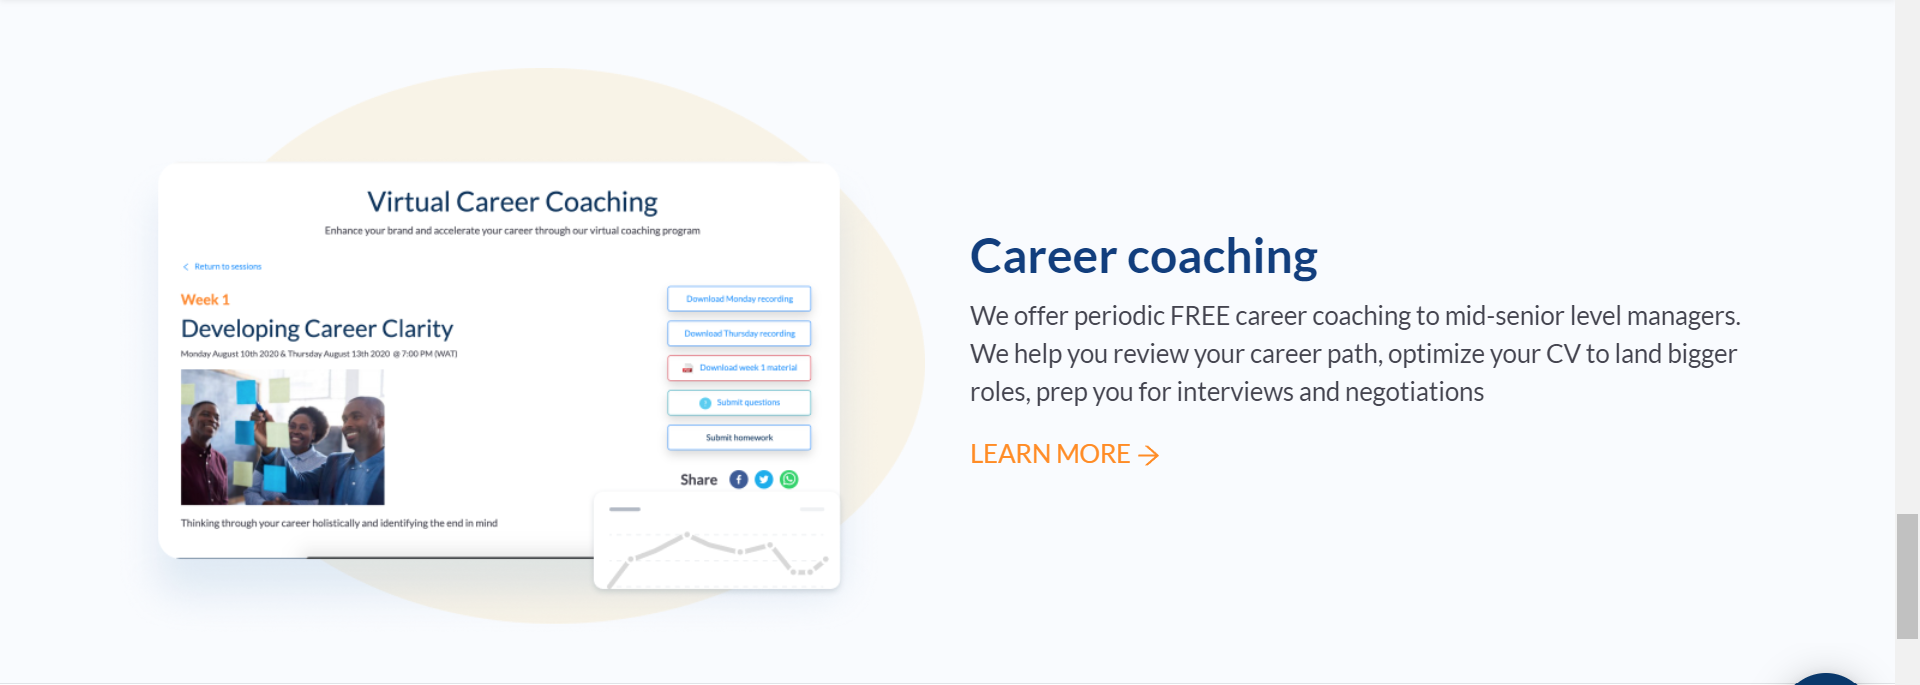 Virtual Career Coaching
Enhance your brand and accelerate your career through our virtual coaching program
Return to sessions
Week 1
Developing Career Clarity
Monday August 10th 2020 & Thursday August 13th 2020 @ 7:00 PM (WAT)
Thinking through your career holistically and identifying the end in mind
Download Monday recording
Download Thursday recording
Download week 1 material
Submit questions
Submit homework
Share
Career coaching
We offer periodic FREE career coaching to mid-senior level managers.
We help you review your career path, optimize your CV to land bigger
roles, prep you for interviews and negotiations
LEARN MORE